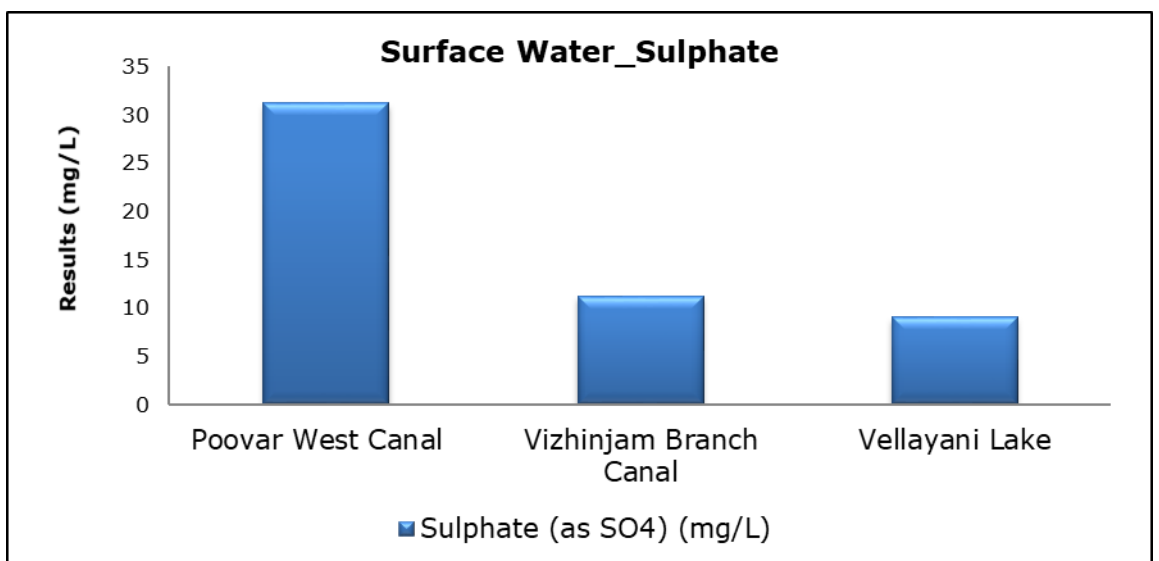 Surface Water_Sulphate
Results (mg/L)
35
30
25
20
15
10
5
0
Poovar West Canal
Vizhinjam Branch
Canal
Vellayani Lake
Sulphate (as SO4) (mg/L)